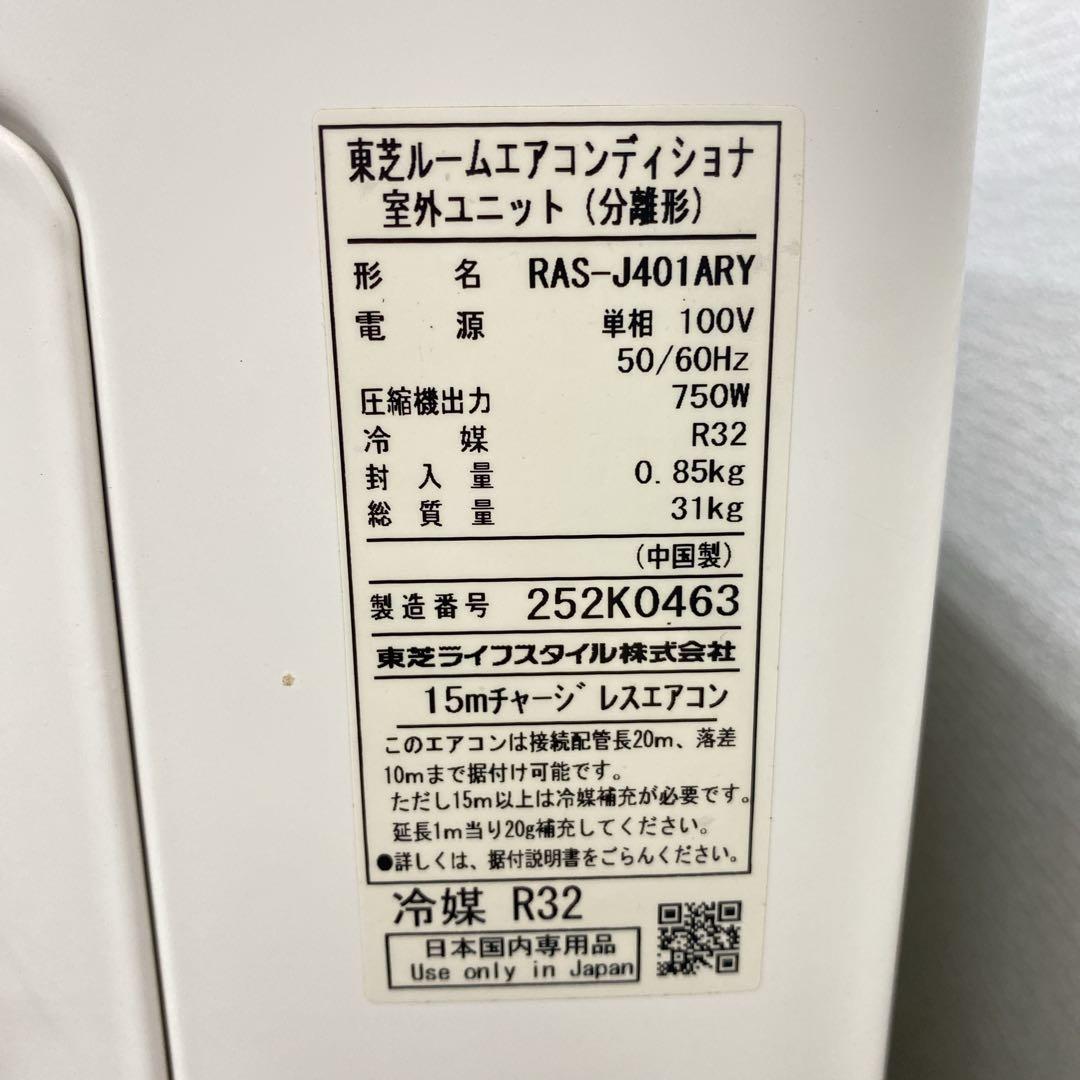 東芝ルームエアコンディショナ
室外ユニット(分離形)
形名 RAS-J401ARY
電源 単相 100V
50/60Hz
圧縮機出力 750W
冷媒 R32
封入量 0.85kg
総質量 31kg
(中国製)
製造番号 252K0463
東芝ライフスタイル株式会社
15mチャージレスエアコン
このエアコンは接続配管長20m、落差
10mまで据付け可能です。
ただし15m以上は冷媒補充が必要です。
延長1m当り20g補充してください。
●詳しくは、据付説明書をごらんください。
冷媒 R32
日本国内専用品
Use only in Japan